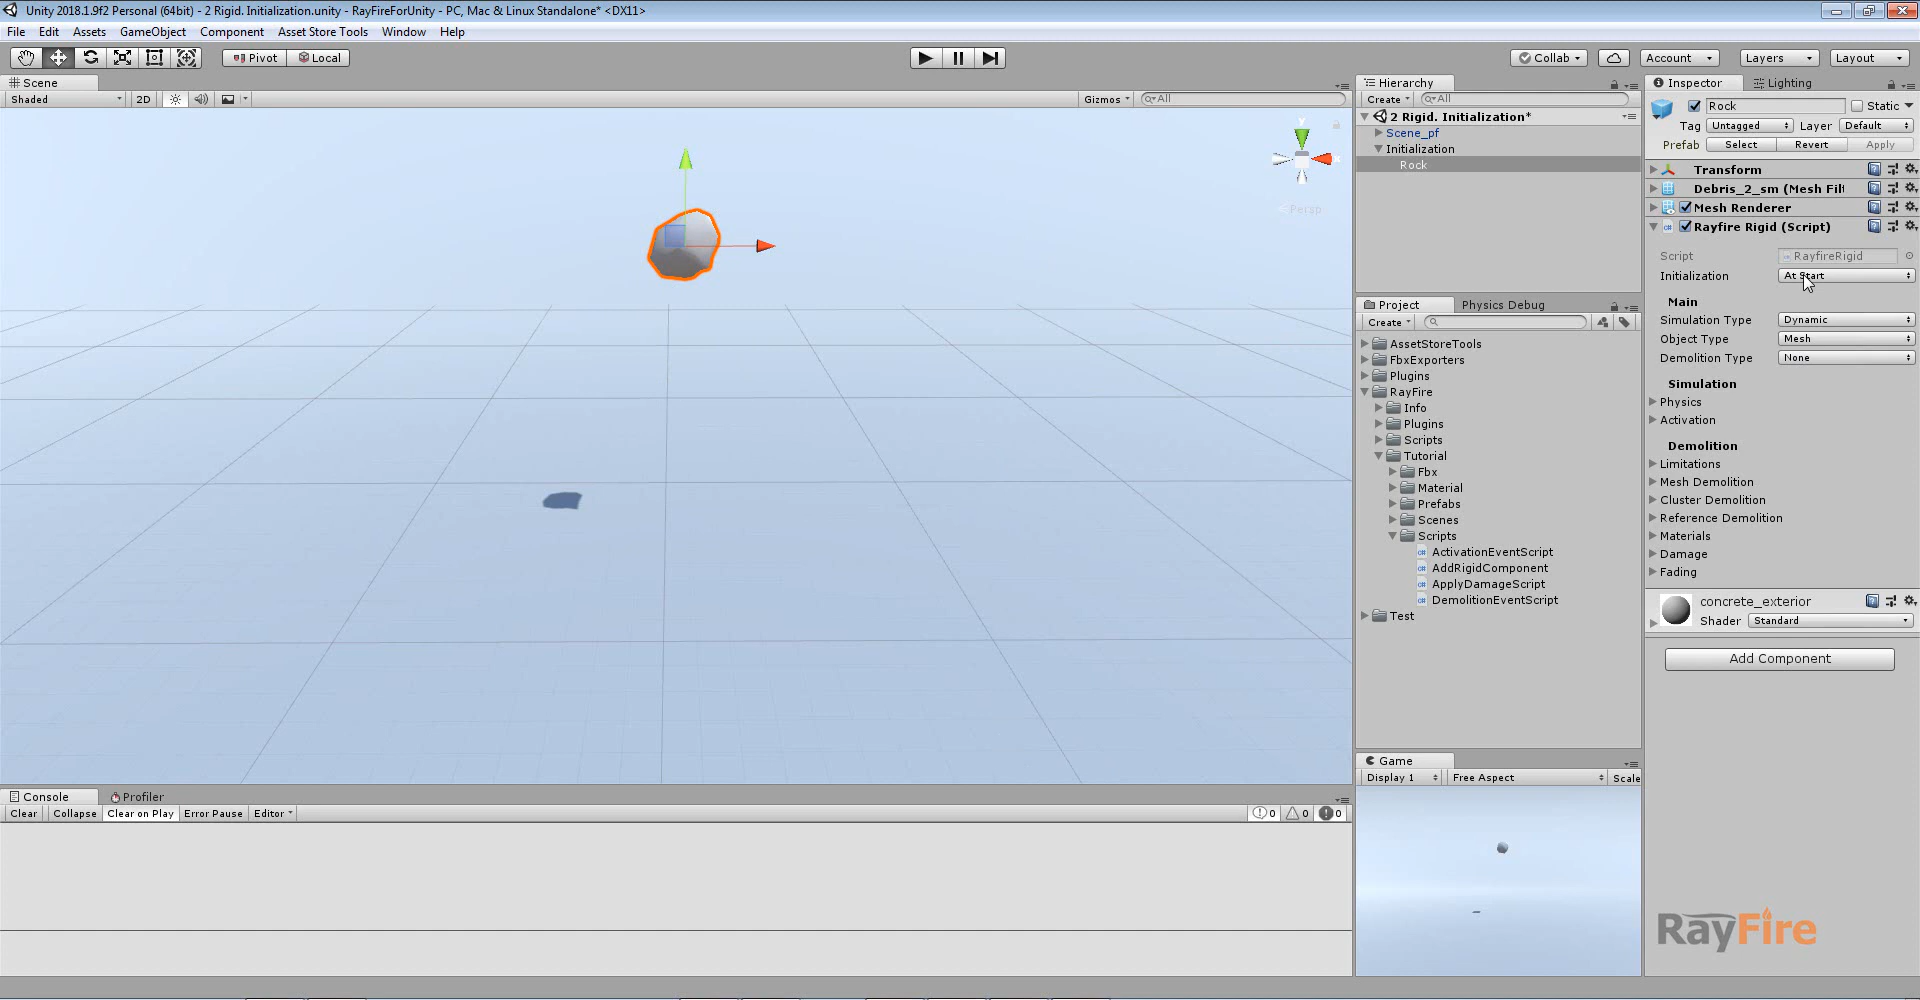 Unity 2018.1.9f2 Personal (64bit) - 2 Rigid. Initialization.unity - RayFireForUnity - PC, Mac & Linux Standalone* <DX11>
File Edit Assets GameObject Component Asset Store Tools Window Help
Pivot Local Collab Account Layers Layout
Scene
Shaded 2D Gizmos All
y
x
Persp
Console Profiler
Clear Collapse Clear on Play Error Pause Editor 0 0 0
Hierarchy
Create All
2 Rigid. Initialization*
Scene_pf
Initialization
Rock
Project Physics Debug
Create
AssetStoreTools
FbxExporters
Plugins
RayFire
Info
Plugins
Scripts
Tutorial
Fbx
Material
Prefabs
Scenes
Scripts
ActivationEventScript
AddRigidComponent
ApplyDamageScript
DemolitionEventScript
Test
Game
Display 1 Free Aspect Scale
Inspector Lighting
Rock Static
Tag Untagged Layer Default
Prefab Select Revert Apply
Transform
Debris_2_sm (Mesh Filt
Mesh Renderer
Rayfire Rigid (Script)
Script RayfireRigid
Initialization At Start
Main
Simulation Type Dynamic
Object Type Mesh
Demolition Type None
Simulation
Physics
Activation
Demolition
Limitations
Mesh Demolition
Cluster Demolition
Reference Demolition
Materials
Damage
Fading
concrete_exterior
Shader Standard
Add Component
RayFire